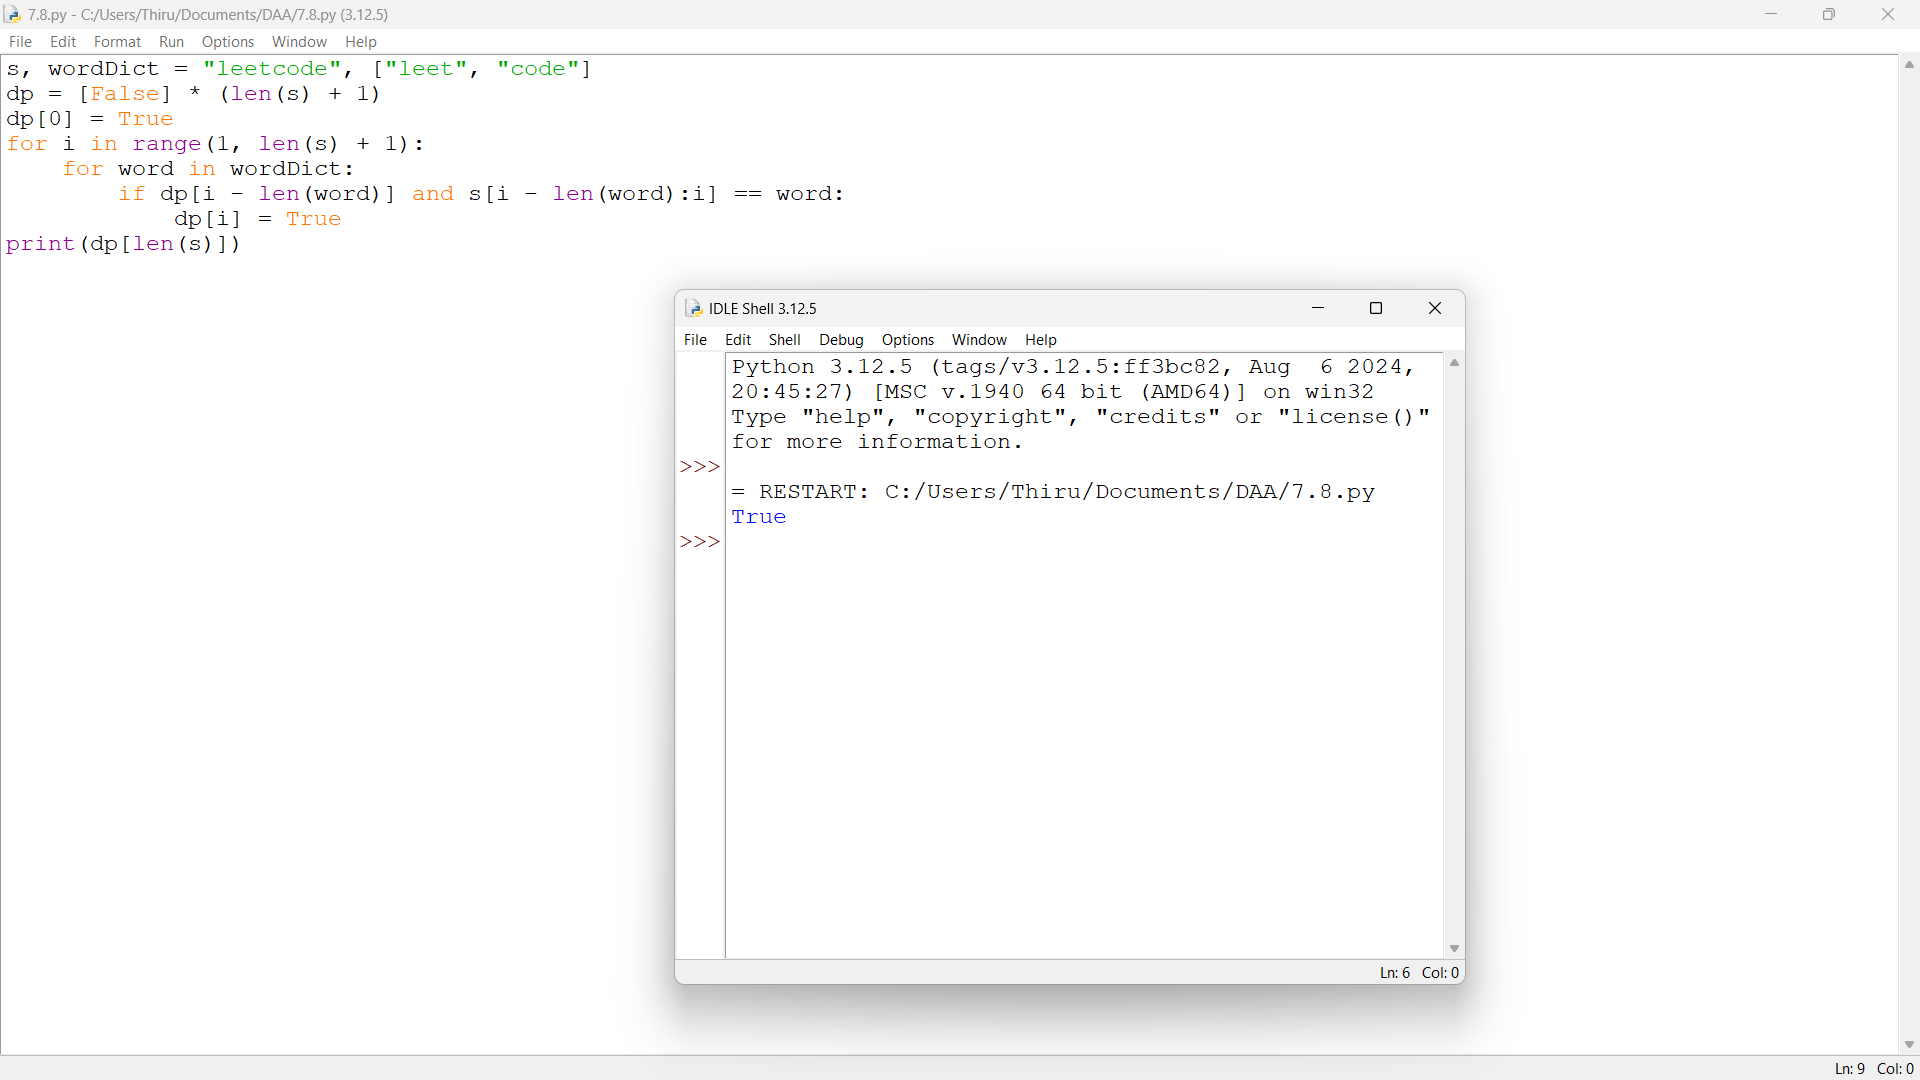 7.8.py - C:/Users/Thiru/Documents/DAA/7.8.py (3.12.5)
File Edit Format Run Options Window Help
s, wordDict = "leetcode", ["leet", "code"]
dp = [False] * (len(s) + 1)
dp[0] = True
for i in range(1, len(s) + 1):
    for word in wordDict:
        if dp[i - len(word)] and s[i - len(word):i] == word:
            dp[i] = True
print(dp[len(s)])
IDLE Shell 3.12.5
File Edit Shell Debug Options Window Help
Python 3.12.5 (tags/v3.12.5:ff3bc82, Aug  6 2024,
20:45:27) [MSC v.1940 64 bit (AMD64)] on win32
Type "help", "copyright", "credits" or "license()"
for more information.
>>>
= RESTART: C:/Users/Thiru/Documents/DAA/7.8.py
True
>>>
Ln: 6 Col: 0
Ln: 9 Col: 0